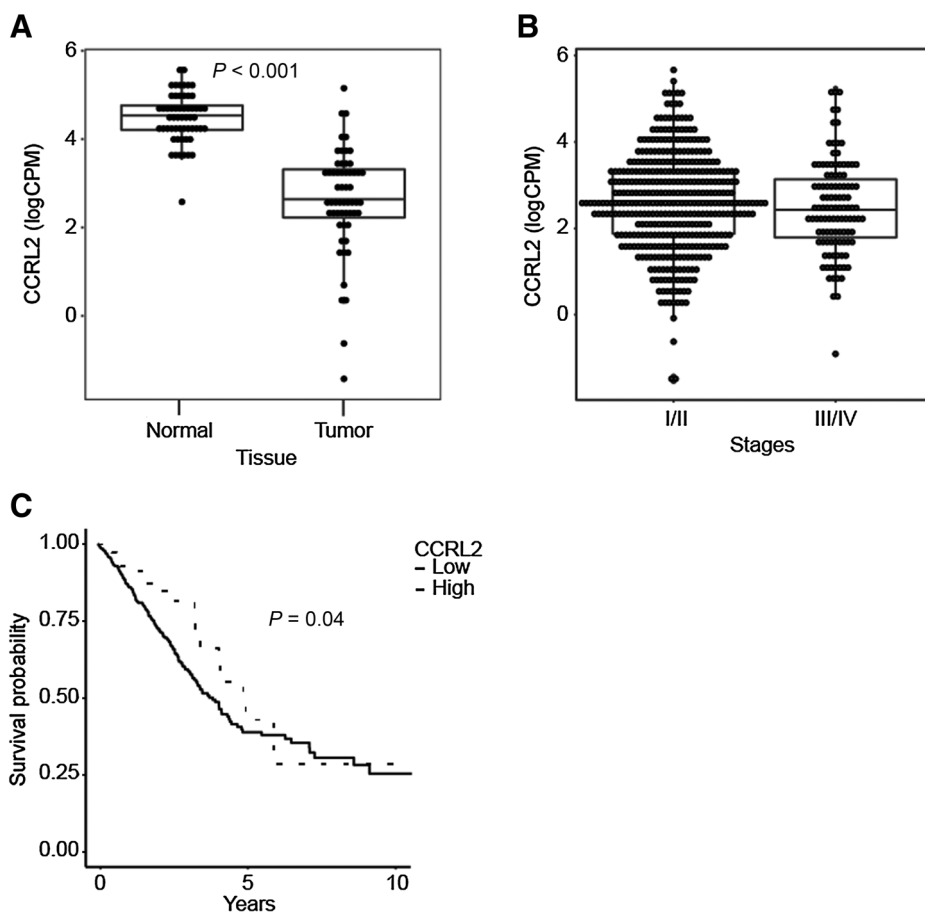 A
6
4
2
0
CCRL2 (logCPM)
P < 0.001
Normal
Tumor
Tissue
B
6
4
2
0
CCRL2 (logCPM)
I/II
III/IV
Stages
C
1.00
0.75
0.50
0.25
0.00
Survival probability
P = 0.04
CCRL2
Low
High
0
5
10
Years